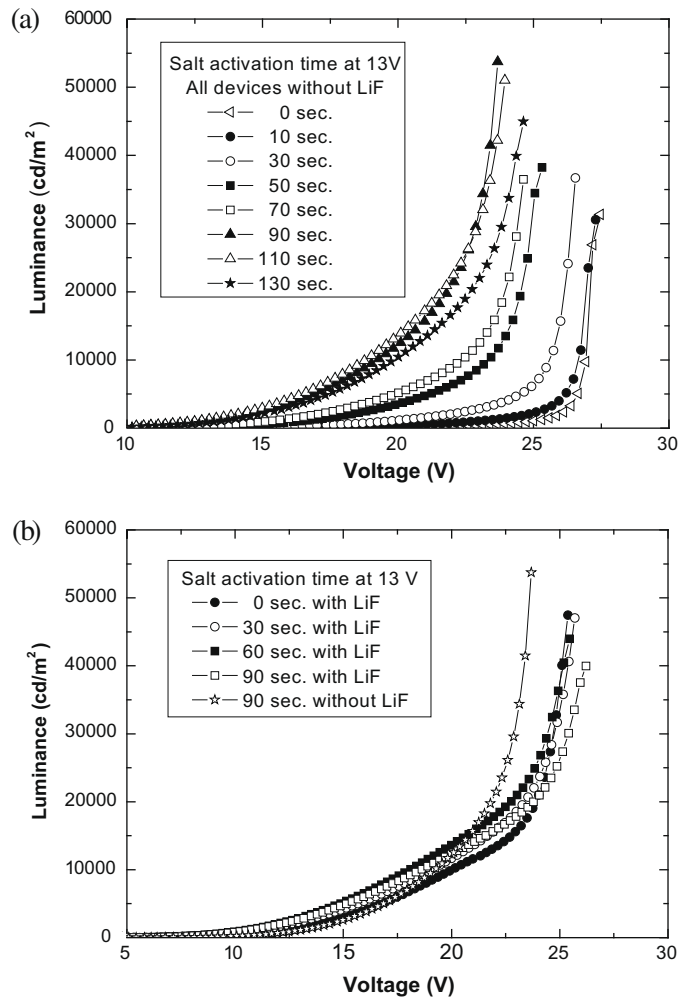 (a)
60000
50000
40000
30000
20000
10000
0
Luminance (cd/m²)
Salt activation time at 13V
All devices without LiF
0 sec.
10 sec.
30 sec.
50 sec.
70 sec.
90 sec.
110 sec.
130 sec.
10 15 20 25 30
Voltage (V)
(b)
60000
50000
40000
30000
20000
10000
0
Luminance (cd/m²)
Salt activation time at 13 V
0 sec. with LiF
30 sec. with LiF
60 sec. with LiF
90 sec. with LiF
90 sec. without LiF
5 10 15 20 25 30
Voltage (V)